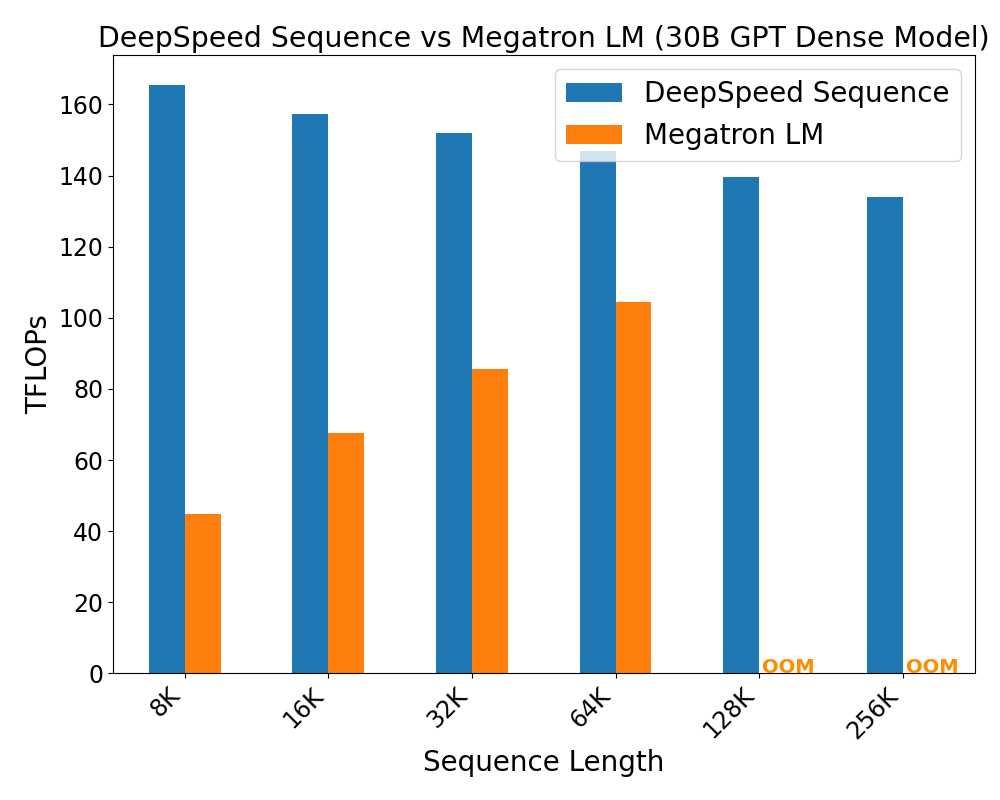 DeepSpeed Sequence vs Megatron LM (30B GPT Dense Model)
DeepSpeed Sequence
Megatron LM
TFLOPs
160
140
120
100
80
60
40
20
0
OOM
OOM
8K
16K
32K
64K
128K
256K
Sequence Length